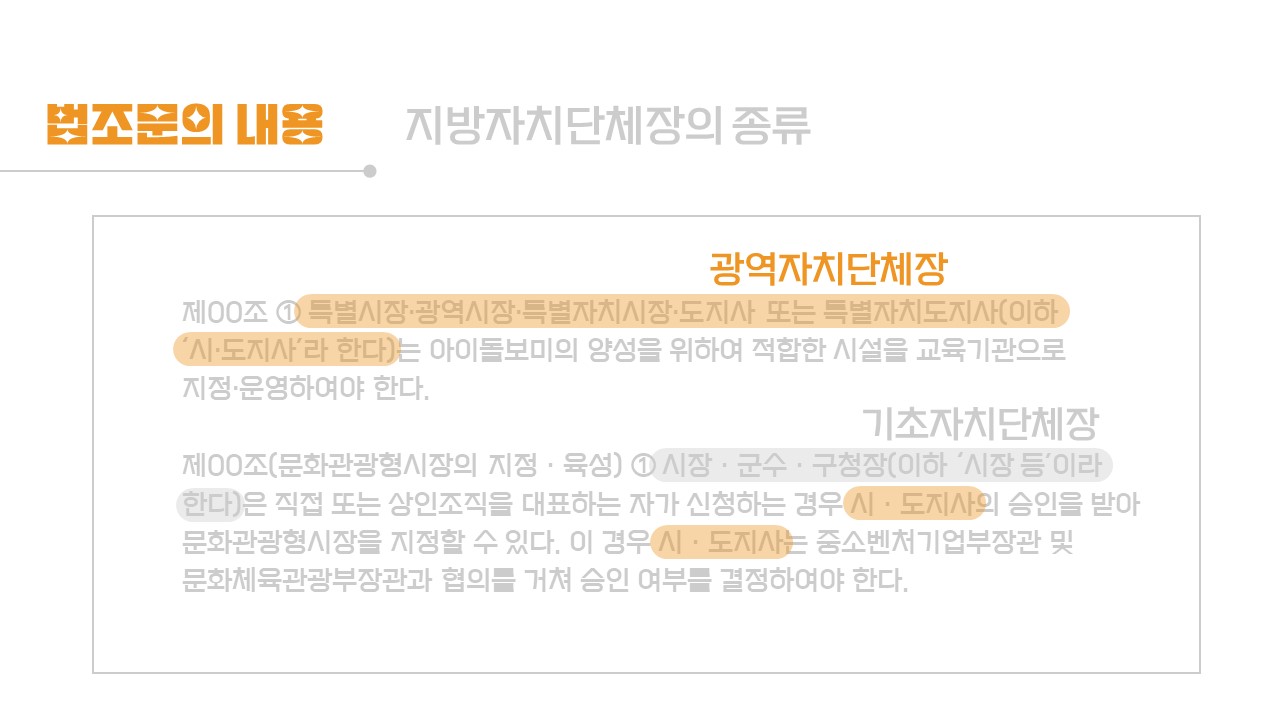 법조문의 내용
지방자치단체장의 종류
광역자치단체장
제00조 ① 특별시장·광역시장·특별자치시장·도지사 또는 특별자치도지사(이하
‘시·도지사’라 한다)는 아이돌보미의 양성을 위하여 적합한 시설을 교육기관으로
지정·운영하여야 한다.
기초자치단체장
제00조(문화관광형시장의 지정 · 육성) ① 시장 · 군수 · 구청장(이하 ‘시장 등’이라
한다)은 직접 또는 상인조직을 대표하는 자가 신청하는 경우 시 · 도지사의 승인을 받아
문화관광형시장을 지정할 수 있다. 이 경우 시 · 도지사는 중소벤처기업부장관 및
문화체육관광부장관과 협의를 거쳐 승인 여부를 결정하여야 한다.